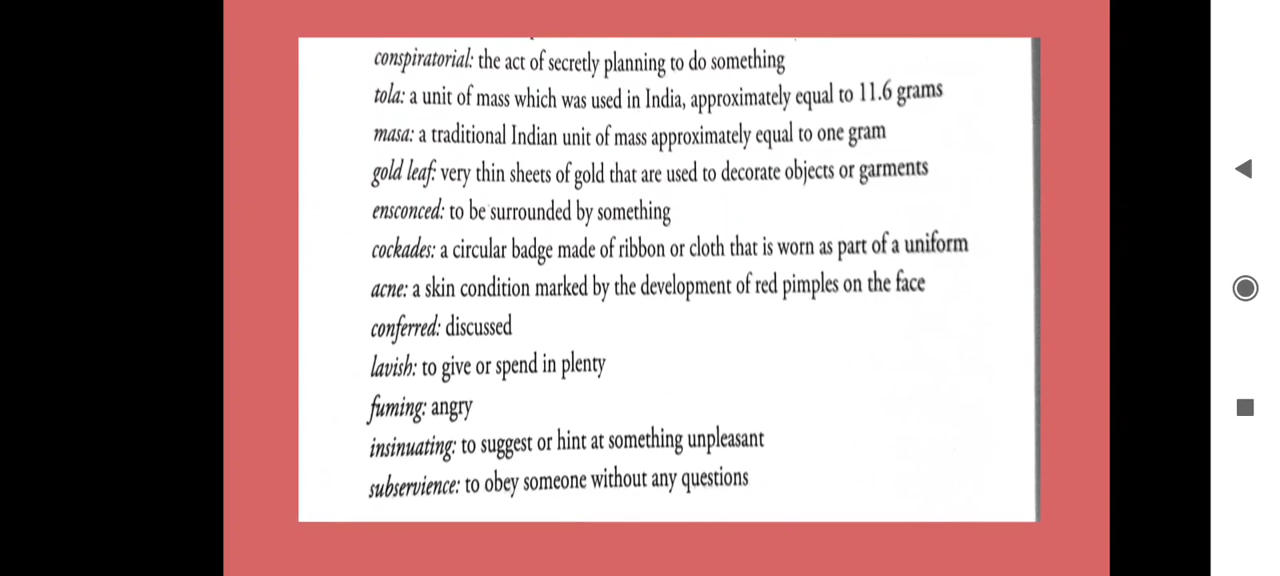 conspiratorial: the act of secretly planning to do something
tola: a unit of mass which was used in India, approximately equal to 11.6 grams
masa: a traditional Indian unit of mass approximately equal to one gram
gold leaf: very thin sheets of gold that are used to decorate objects or garments
ensconced: to be surrounded by something
cockades: a circular badge made of ribbon or cloth that is worn as part of a uniform
acne: a skin condition marked by the development of red pimples on the face
conferred: discussed
lavish: to give or spend in plenty
fuming: angry
insinuating: to suggest or hint at something unpleasant
subservience: to obey someone without any questions